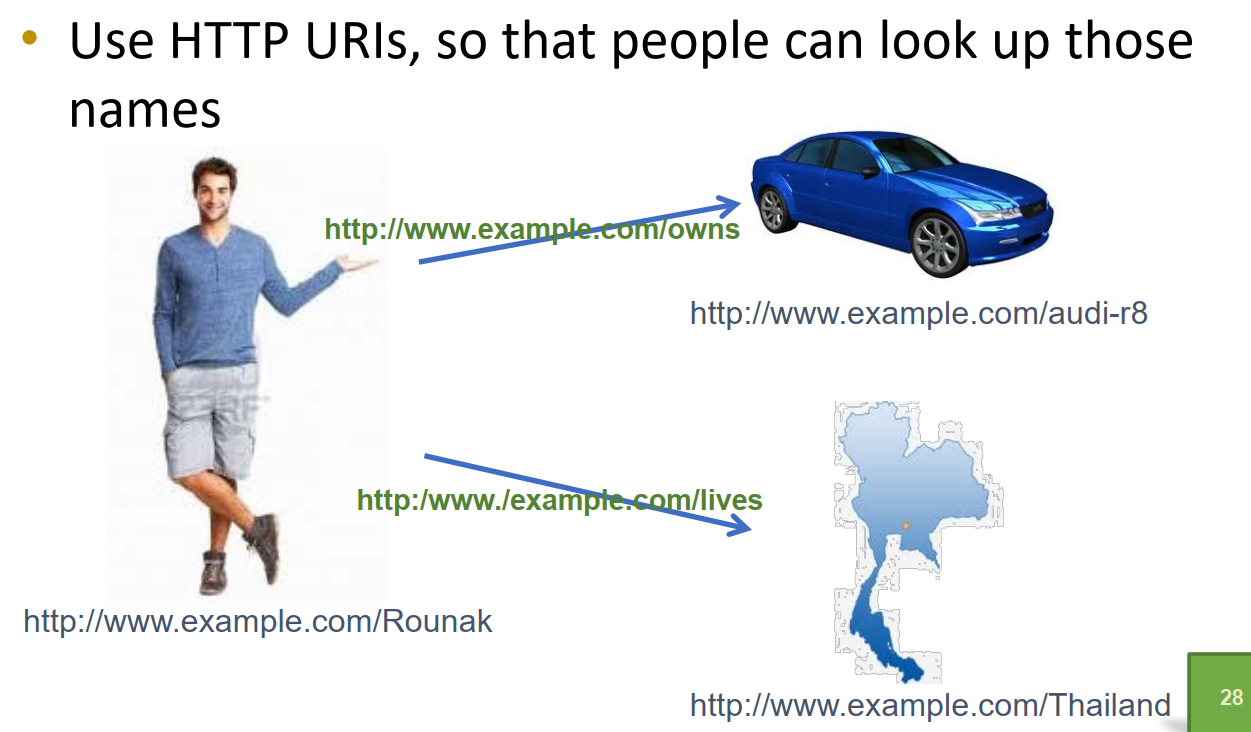 • Use HTTP URIs, so that people can look up those
names
http://www.example.com/owns
http://www.example.com/audi-r8
http:/www./example.com/lives
http://www.example.com/Rounak
http://www.example.com/Thailand
28